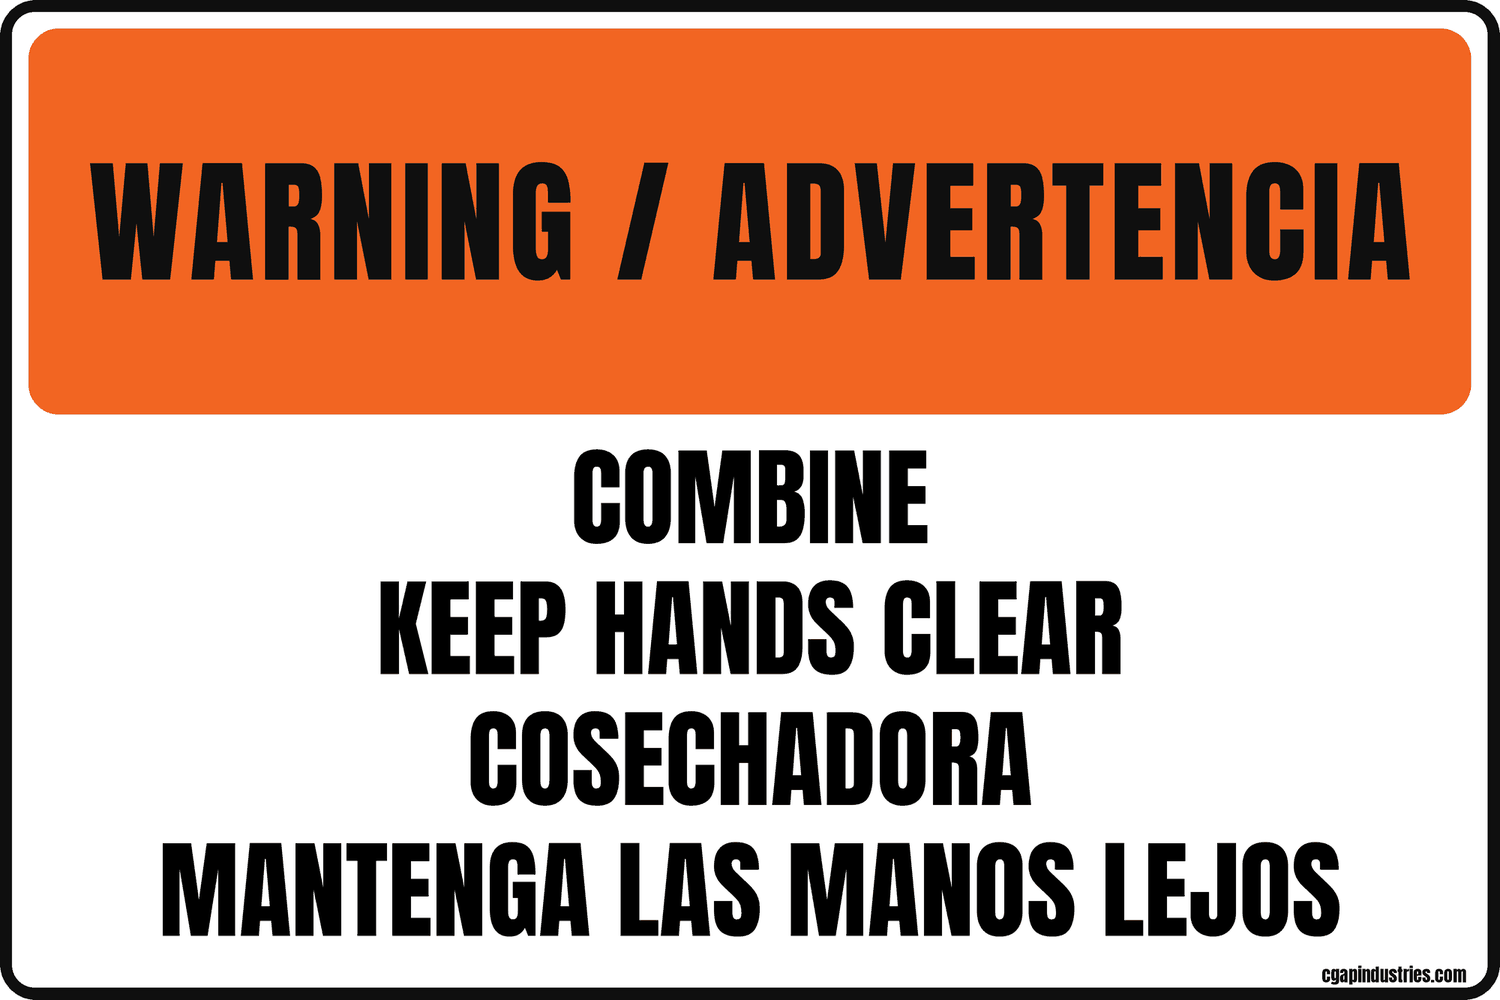 WARNING / ADVERTENCIA
COMBINE
KEEP HANDS CLEAR
COSECHADORA
MANTENGA LAS MANOS LEJOS
cgapindustries.com